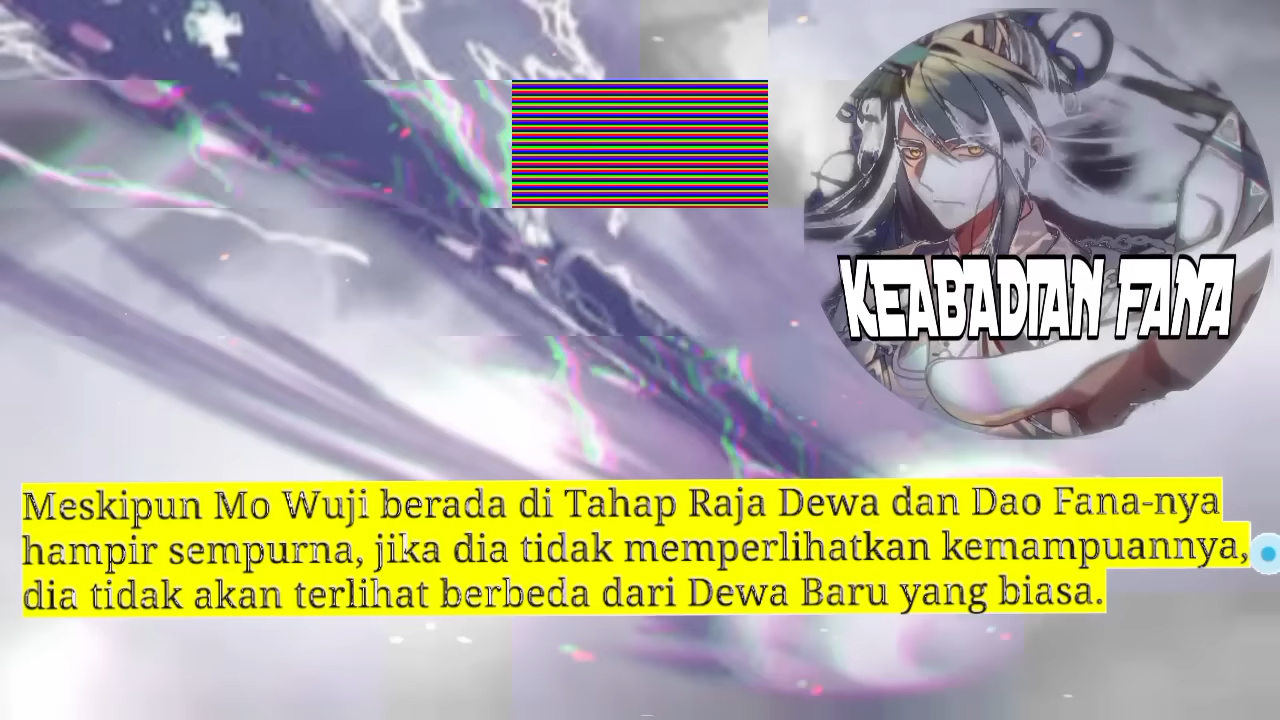 KEABADIAN FANA
Meskipun Mo Wuji berada di Tahap Raja Dewa dan Dao Fana-nya
hampir sempurna, jika dia tidak memperlihatkan kemampuannya,
dia tidak akan terlihat berbeda dari Dewa Baru yang biasa.